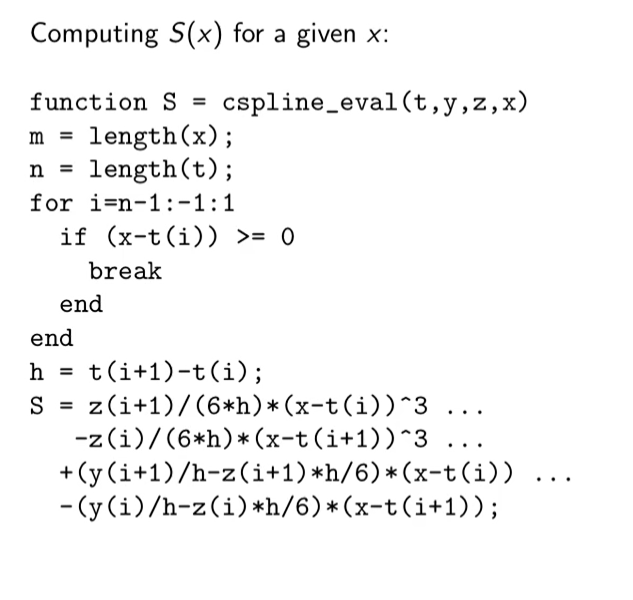 Computing S(x) for a given x:
function S = cspline_eval(t,y,z,x)
m = length(x);
n = length(t);
for i=n-1:-1:1
if (x-t(i)) >= 0
break
end
end
h = t(i+1)-t(i);
S = z(i+1)/(6*h)*(x-t(i))^3 ...
-z(i)/(6*h)*(x-t(i+1))^3 ...
+(y(i+1)/h-z(i+1)*h/6)*(x-t(i)) ...
-(y(i)/h-z(i)*h/6)*(x-t(i+1));